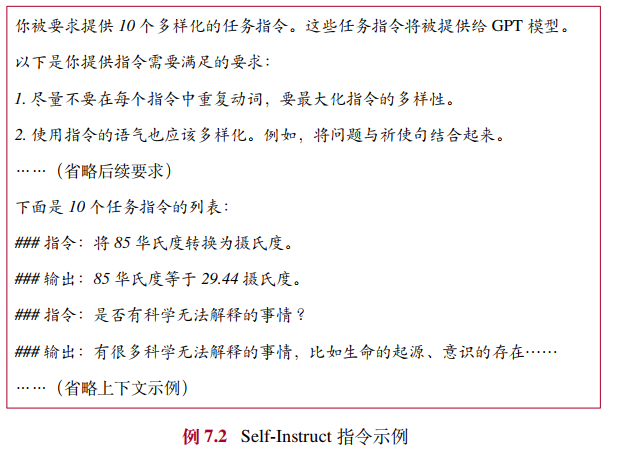 你被要求提供 10 个多样化的任务指令。这些任务指令将被提供给 GPT 模型。
以下是你提供指令需要满足的要求：
1. 尽量不要在每个指令中重复动词，要最大化指令的多样性。
2. 使用指令的语气也应该多样化。例如，将问题与祈使句结合起来。
……（省略后续要求）
下面是 10 个任务指令的列表：
### 指令：将 85 华氏度转换为摄氏度。
### 输出：85 华氏度等于 29.44 摄氏度。
### 指令：是否有科学无法解释的事情？
### 输出：有很多科学无法解释的事情，比如生命的起源、意识的存在……
……（省略上下文示例）
例 7.2 Self-Instruct 指令示例